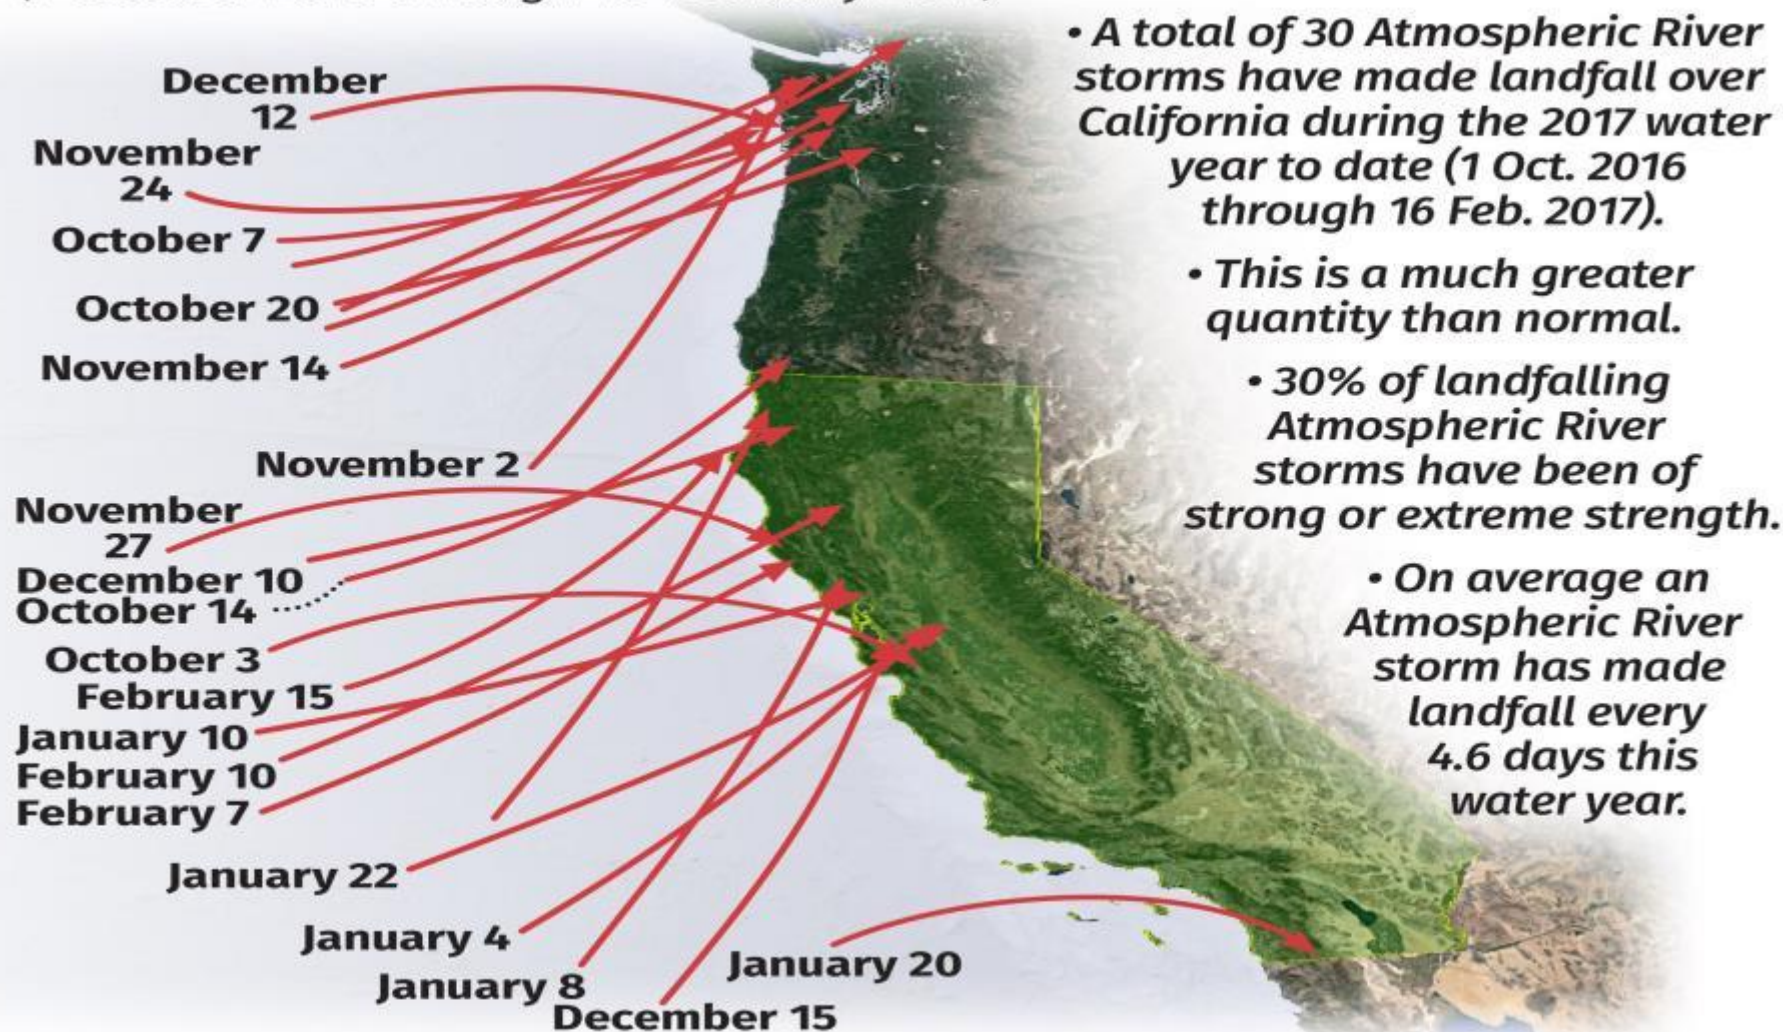 December
12
November
24
October 7
October 20
November 14
November 2
November
27
December 10
October 14
October 3
February 15
January 10
February 10
February 7
January 22
January 4
January 8
December 15
January 20
• A total of 30 Atmospheric River
storms have made landfall over
California during the 2017 water
year to date (1 Oct. 2016
through 16 Feb. 2017).
• This is a much greater
quantity than normal.
• 30% of landfalling
Atmospheric River
storms have been of
strong or extreme strength.
• On average an
Atmospheric River
storm has made
landfall every
4.6 days this
water year.